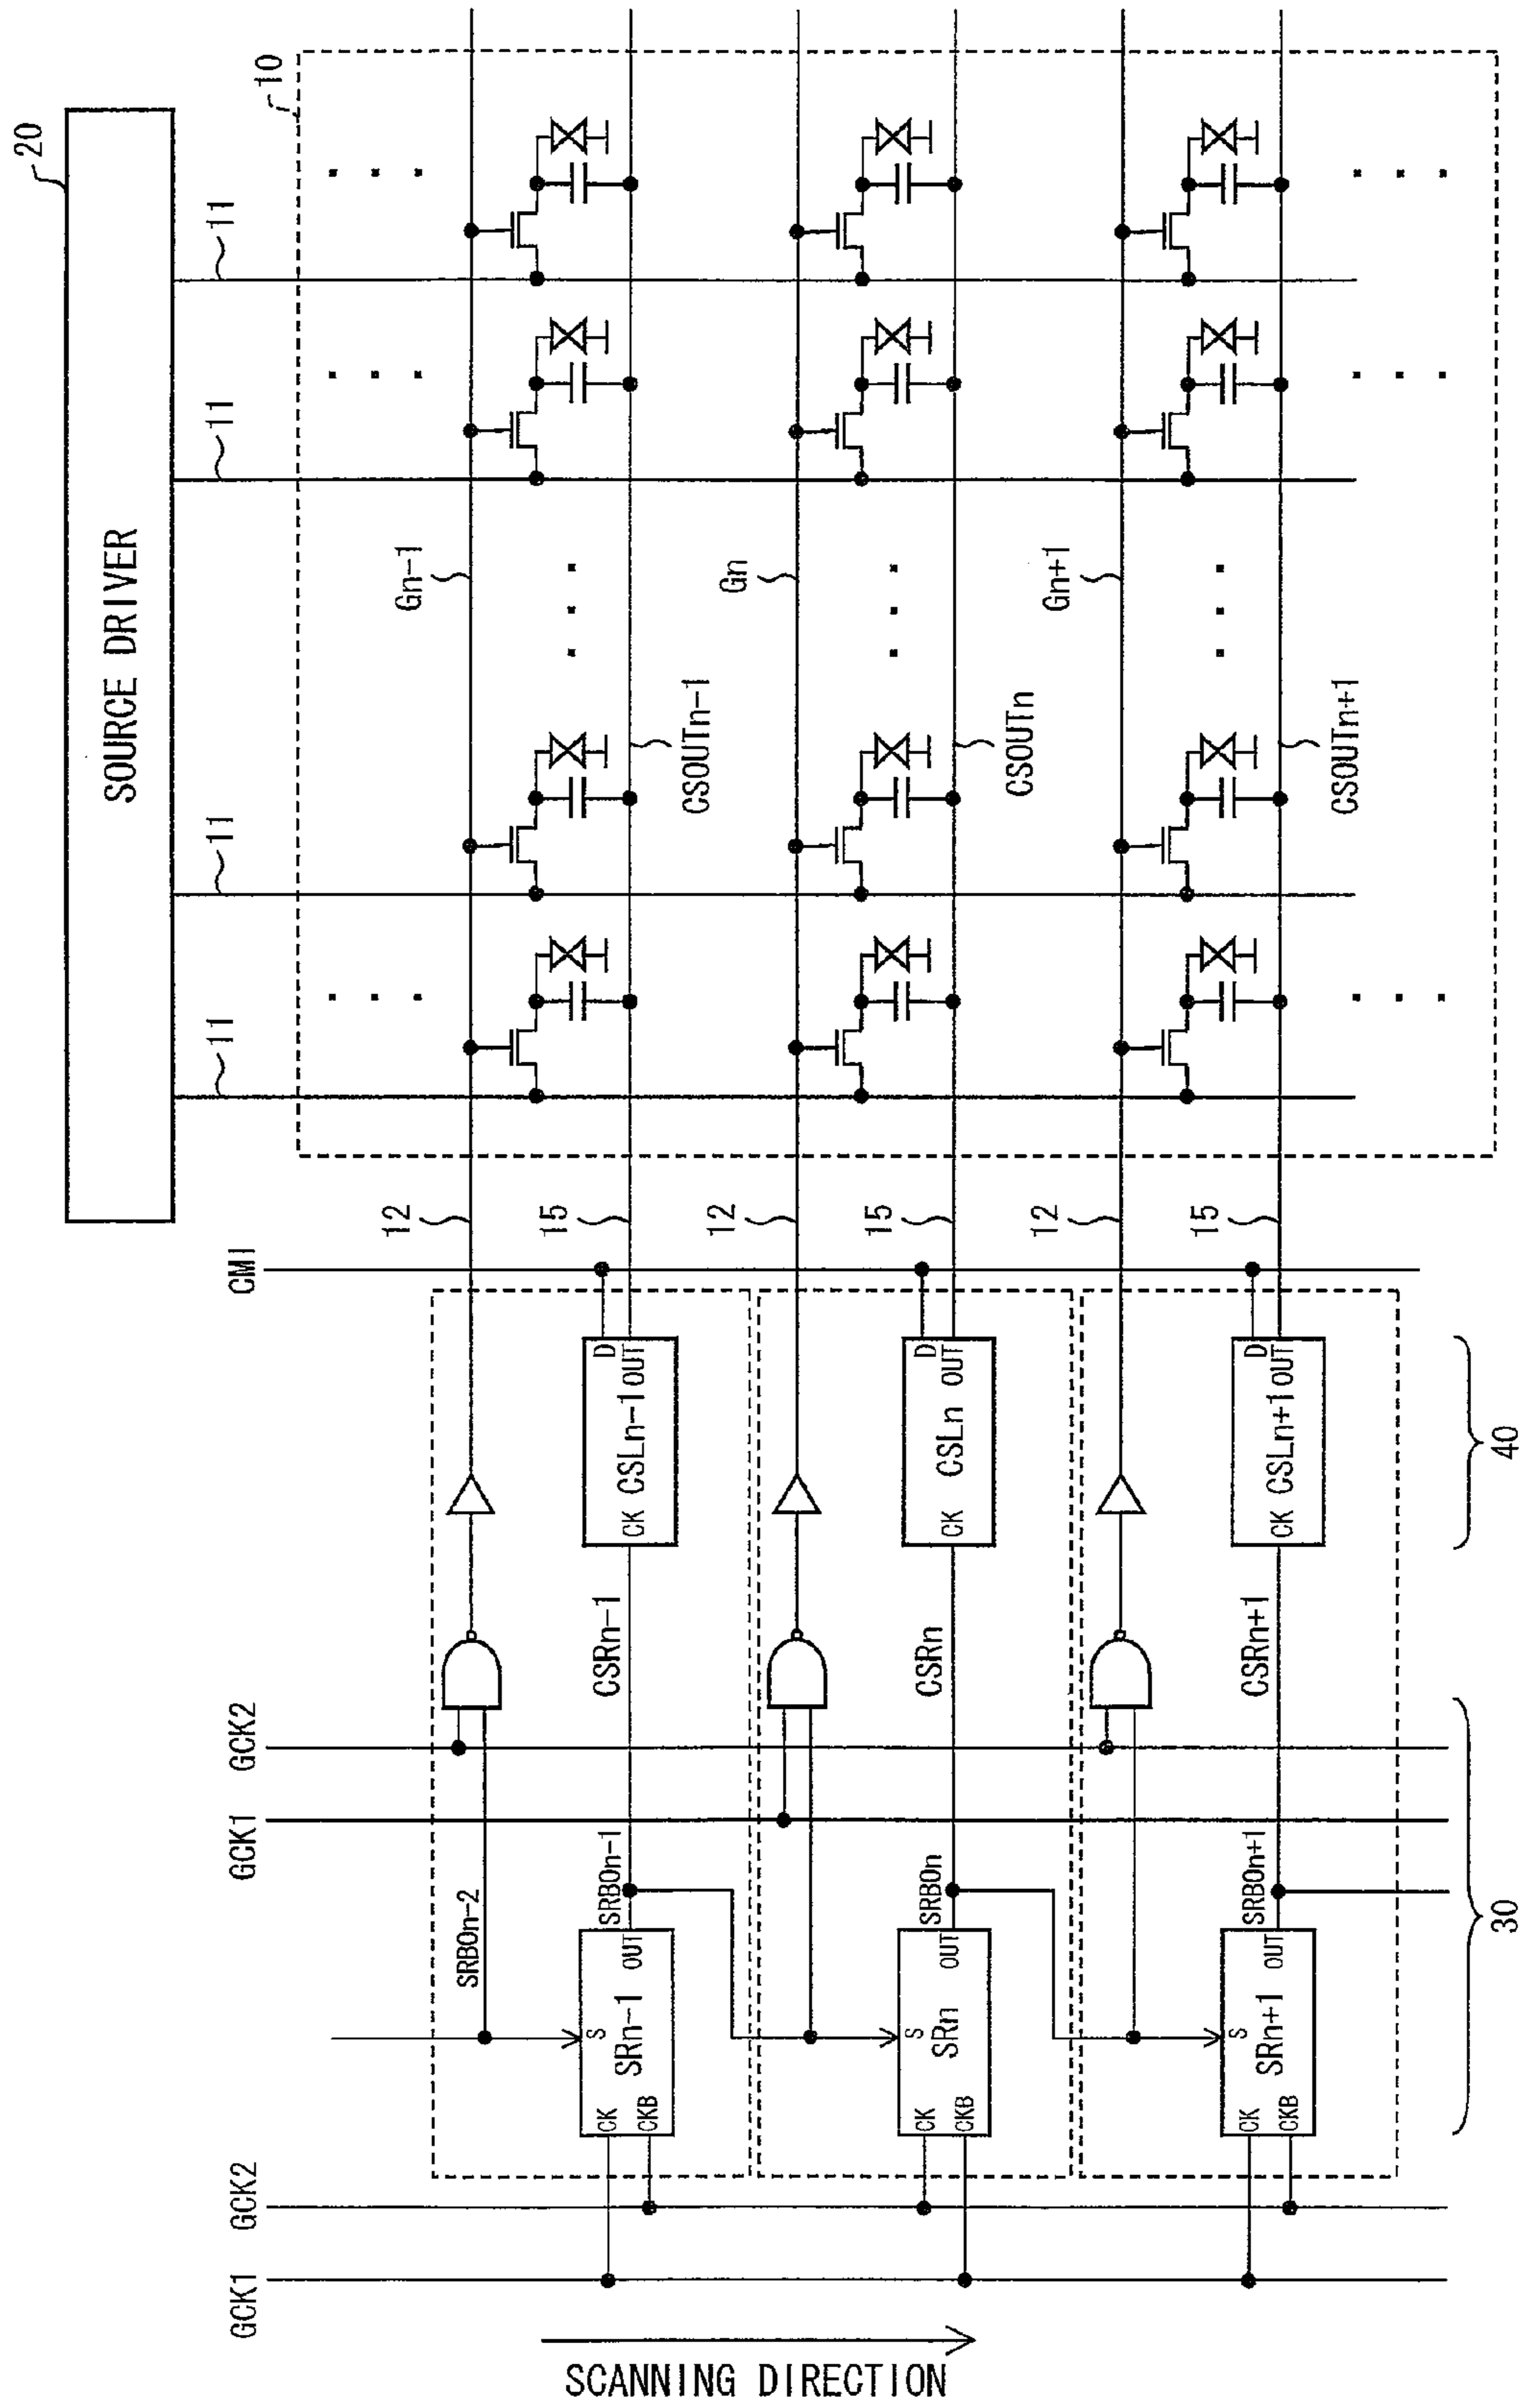 20
SOURCE DRIVER
10
11
11
11
11
Gn-1
Gn
Gn+1
CSOUTn-1
CSOUTn
CSOUTn+1
12
15
12
15
12
15
CMI
D
OUT
CSLn-1
CK
D
OUT
CSLn
CK
D
OUT
CSLn+1
CK
40
CSRn-1
CSRn
CSRn+1
GCK2
GCK1
SRBOn-2
SRBOn-1
SRBOn
SRBOn+1
30
S
OUT
SRn-1
CK
CKB
S
OUT
SRn
CK
CKB
S
OUT
SRn+1
CK
CKB
GCK2
GCK1
SCANNING DIRECTION